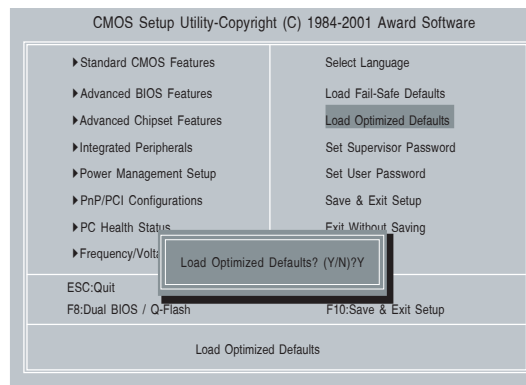 CMOS Setup Utility-Copyright (C) 1984-2001 Award Software
▶Standard CMOS Features
▶Advanced BIOS Features
▶Advanced Chipset Features
▶Integrated Peripherals
▶Power Management Setup
▶PnP/PCI Configurations
▶PC Health Status
▶Frequency/Volta
Select Language
Load Fail-Safe Defaults
Load Optimized Defaults
Set Supervisor Password
Set User Password
Save & Exit Setup
Exit Without Saving
Load Optimized Defaults? (Y/N)?Y
ESC:Quit
F8:Dual BIOS / Q-Flash
F10:Save & Exit Setup
Load Optimized Defaults